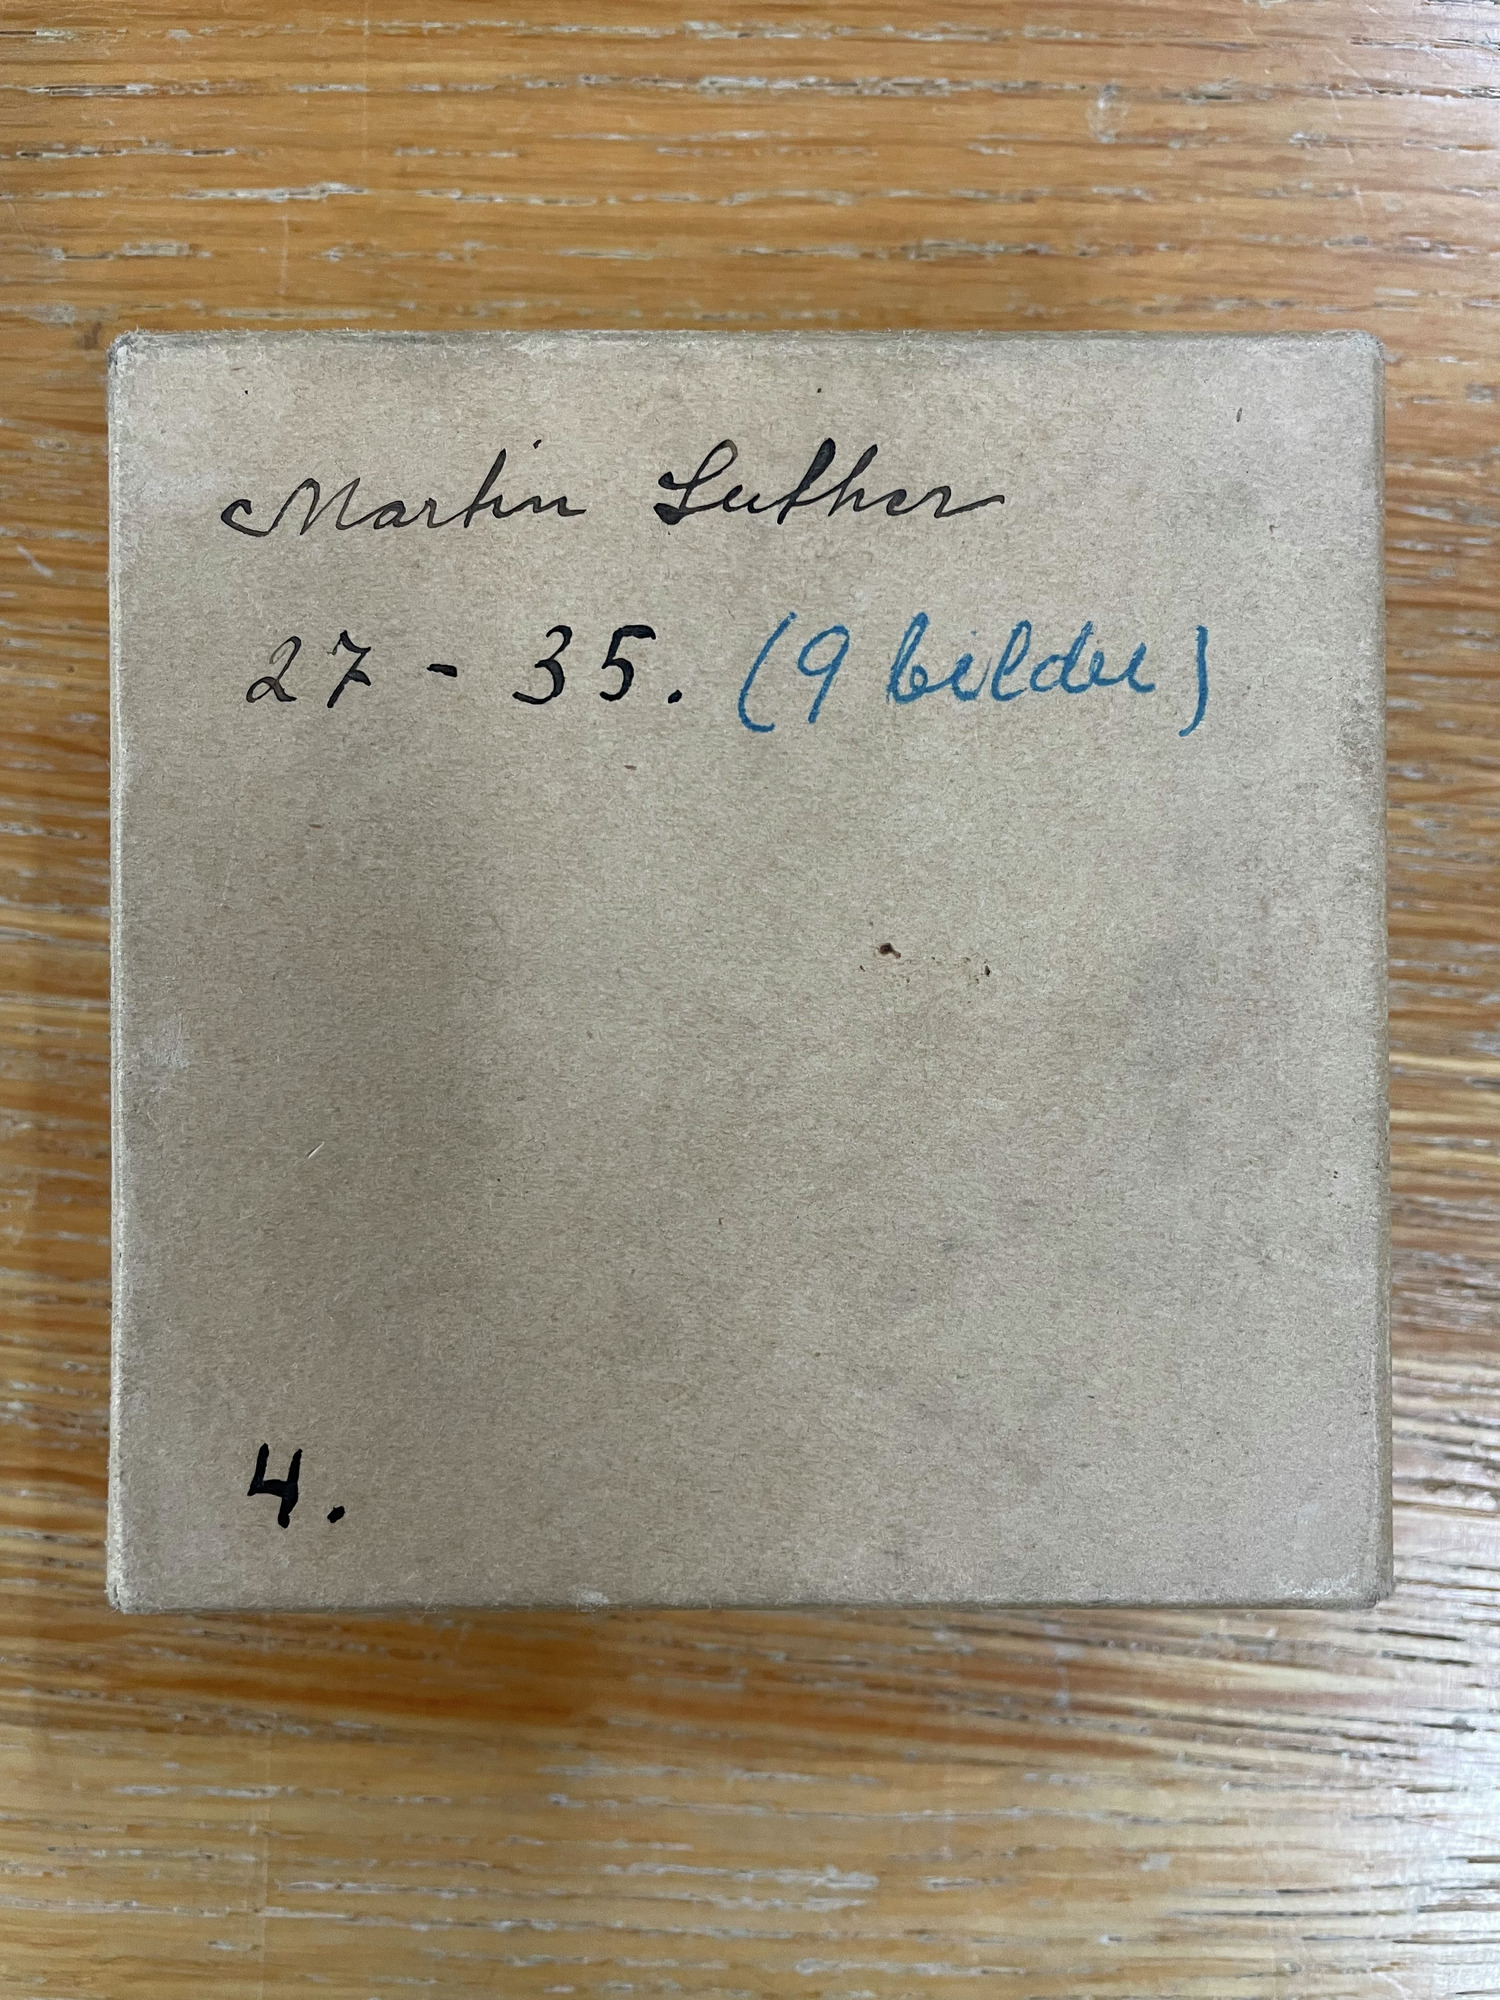 Martin Luther
27 - 35. (9 bilder)
4.